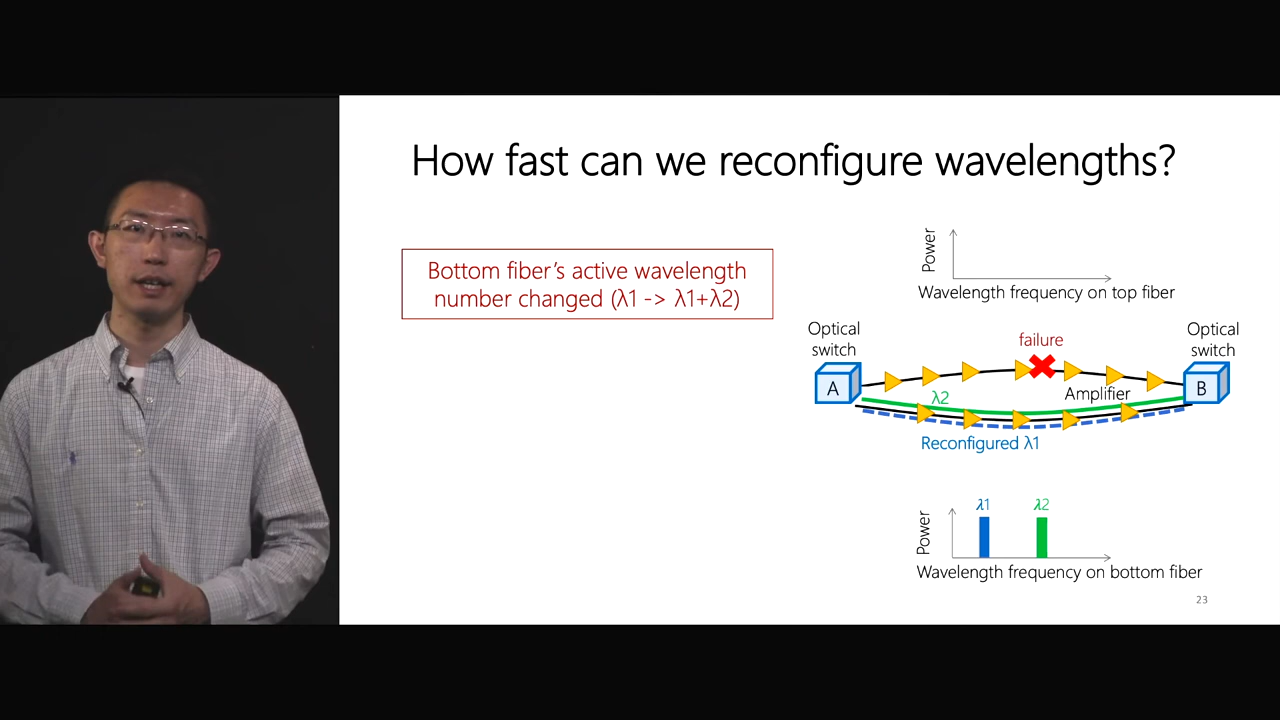 How fast can we reconfigure wavelengths?
Bottom fiber's active wavelength
number changed (λ1 -> λ1+λ2)
Power
Wavelength frequency on top fiber
Optical
switch
Optical
switch
failure
A
B
Amplifier
λ2
Reconfigured λ1
λ1
λ2
Power
Wavelength frequency on bottom fiber
23